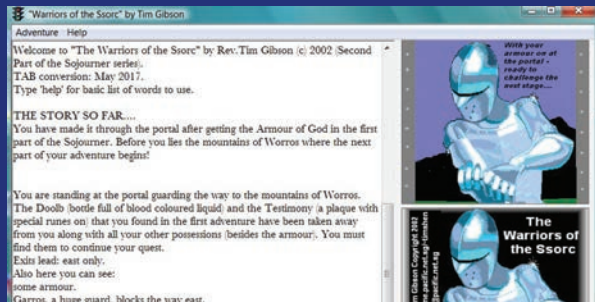 "Warriors of the Ssorc" by Tim Gibson
Adventure Help
Welcome to "The Warriors of the Ssorc" by Rev.Tim Gibson (c) 2002 (Second
Part of the Sojourner series).
TAB conversion: May 2017.
Type 'help' for basic list of words to use.
THE STORY SO FAR....
You have made it through the portal after getting the Armour of God in the first
part of the Sojourner. Before you lies the mountains of Worros where the next
part of your adventure begins!
You are standing at the portal guarding the way to the mountains of Worros.
The Doolb (bottle full of blood coloured liquid) and the Testimony (a plaque with
special runes on) that you found in the first adventure have been taken away
from you along with all your other possessions (besides the armour). You must
find them to continue your quest.
Exits lead: east only.
Also here you can see:
some armour.
Garros, a huge guard, blocks the way east.
With your
armour on at
the portal -
ready to
challenge the
next stage....
The
Warriors of
the Ssorc
Gibson Copyright 2002